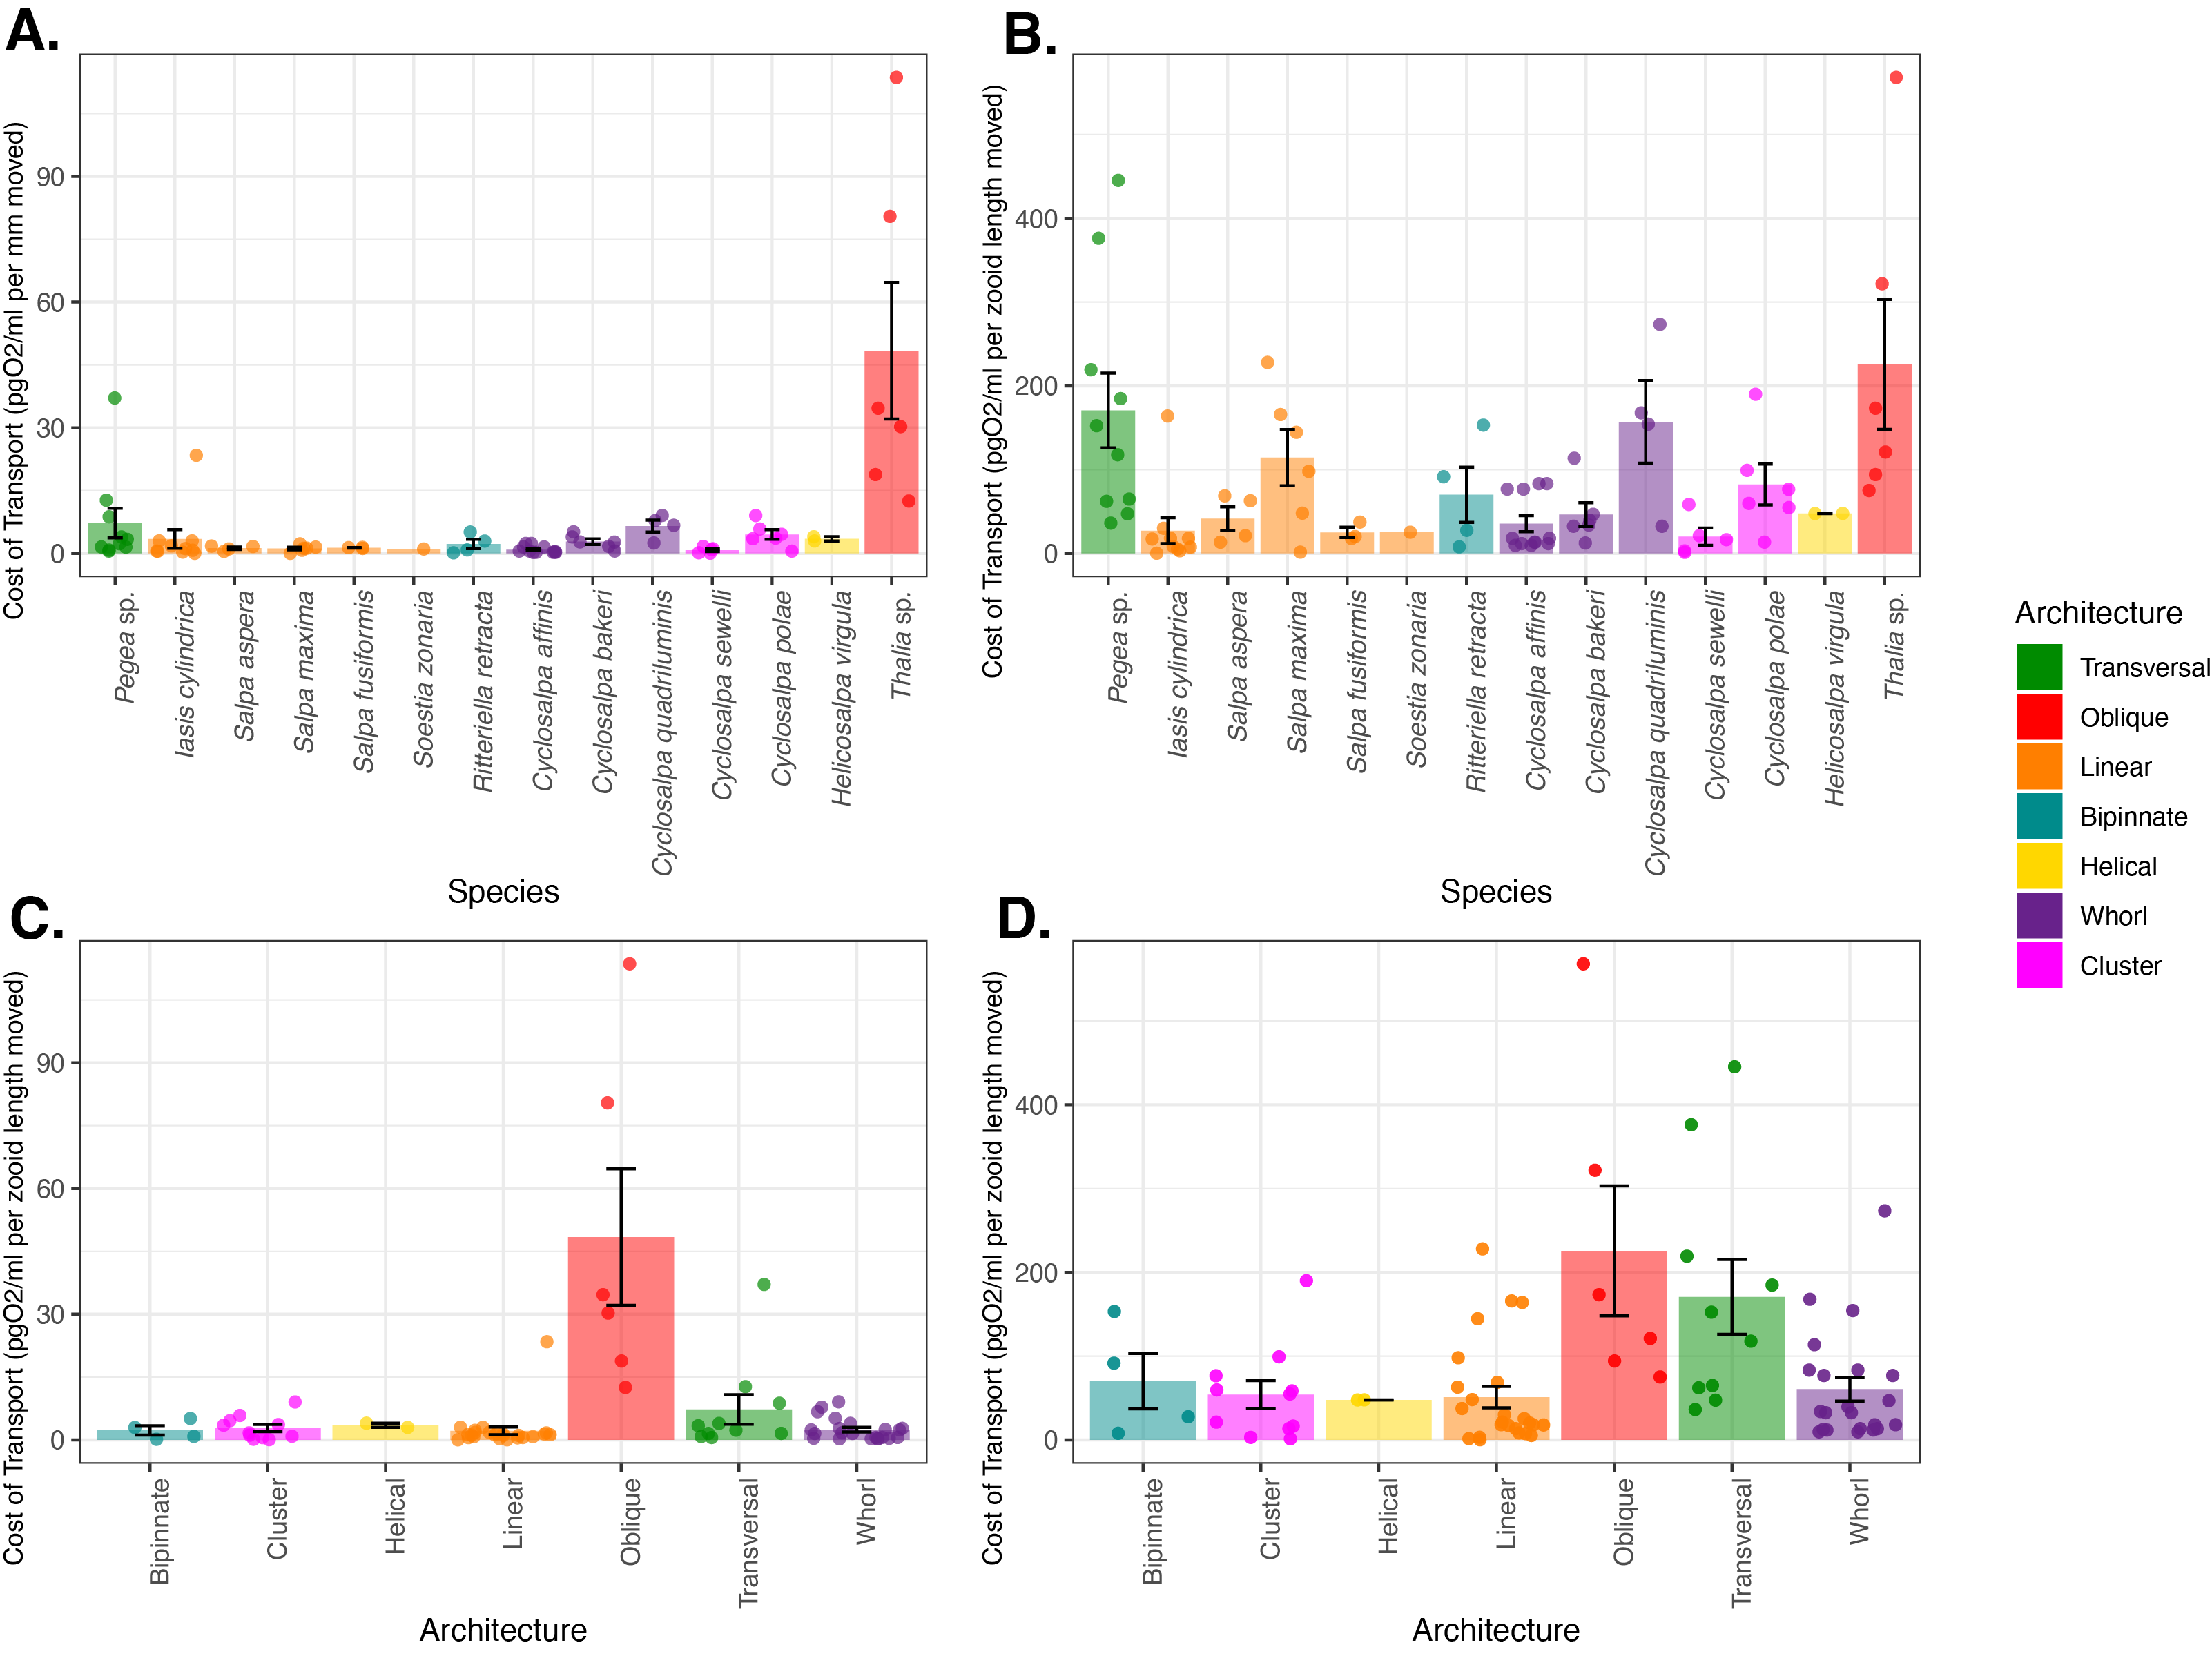 A.
Cost of Transport (pgO2/ml per mm moved)
90
60
30
0
Pegea sp.
Iasis cylindrica
Salpa aspera
Salpa maxima
Salpa fusiformis
Soestia zonaria
Ritteriella retracta
Cyclosalpa affinis
Cyclosalpa bakeri
Cyclosalpa quadriluminis
Cyclosalpa sewelli
Cyclosalpa polae
Helicosalpa virgula
Thalia sp.
Species
B.
Cost of Transport (pgO2/ml per zooid length moved)
400
200
0
Pegea sp.
Iasis cylindrica
Salpa aspera
Salpa maxima
Salpa fusiformis
Soestia zonaria
Ritteriella retracta
Cyclosalpa affinis
Cyclosalpa bakeri
Cyclosalpa quadriluminis
Cyclosalpa sewelli
Cyclosalpa polae
Helicosalpa virgula
Thalia sp.
Species
Architecture
Transversal
Oblique
Linear
Bipinnate
Helical
Whorl
Cluster
C.
Cost of Transport (pgO2/ml per zooid length moved)
90
60
30
0
Bipinnate
Cluster
Helical
Linear
Oblique
Transversal
Whorl
Architecture
D.
Cost of Transport (pgO2/ml per zooid length moved)
400
200
0
Bipinnate
Cluster
Helical
Linear
Oblique
Transversal
Whorl
Architecture